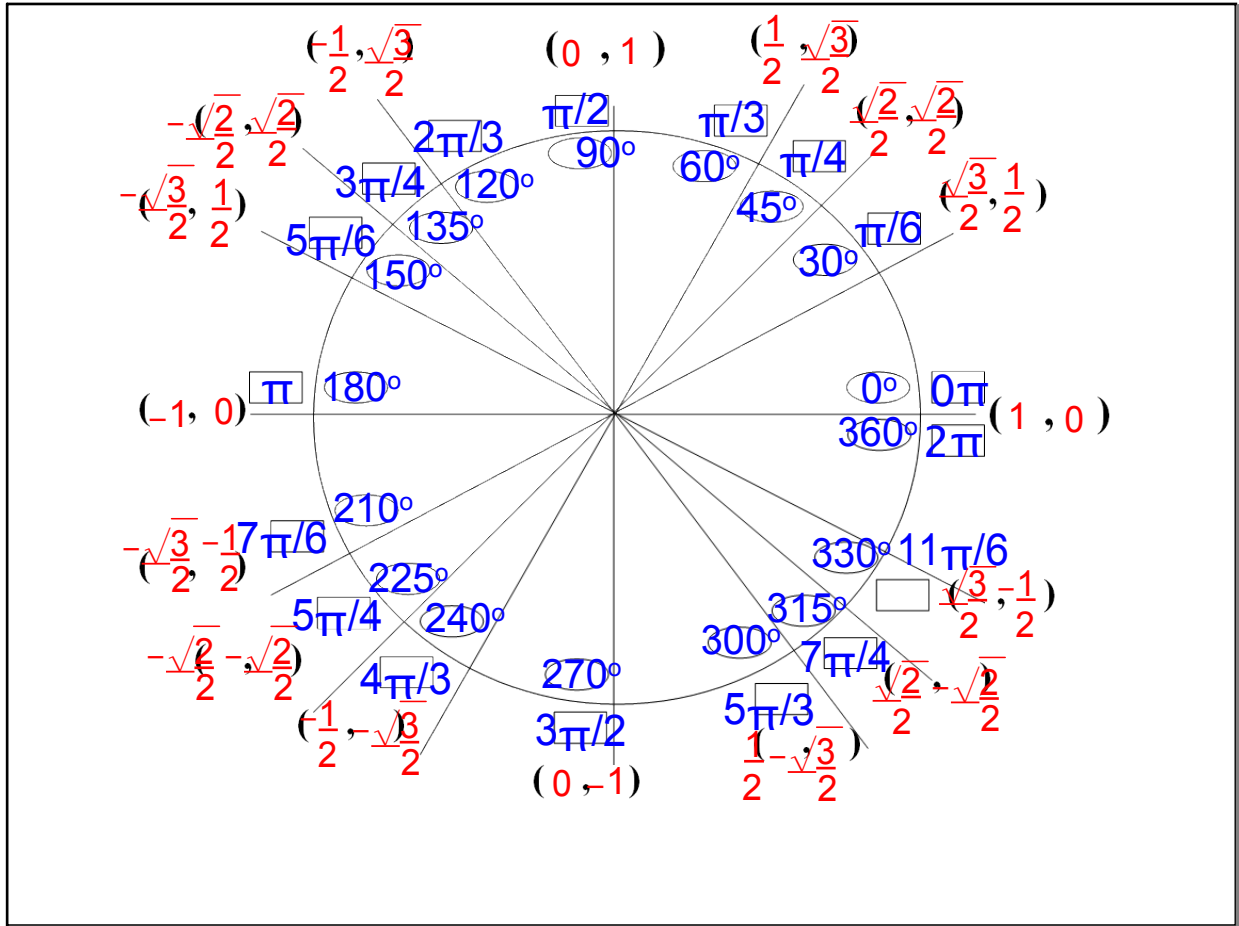 (-1/2, √3/2)
(0, 1)
(1/2, √3/2)
(-√2/2, √2/2)
π/2
π/3
(√2/2, √2/2)
2π/3
90°
60°
π/4
(-√3/2, 1/2)
3π/4
120°
45°
(√3/2, 1/2)
5π/6
135°
π/6
150°
30°
(-1, 0)
π
180°
0°
0π
(1, 0)
360°
2π
210°
330°
11π/6
(-√3/2, -1/2)
7π/6
225°
315°
(√3/2, -1/2)
5π/4
240°
300°
7π/4
(-√2/2, -√2/2)
4π/3
270°
5π/3
(√2/2, -√2/2)
(-1/2, -√3/2)
3π/2
(1/2, -√3/2)
(0, -1)